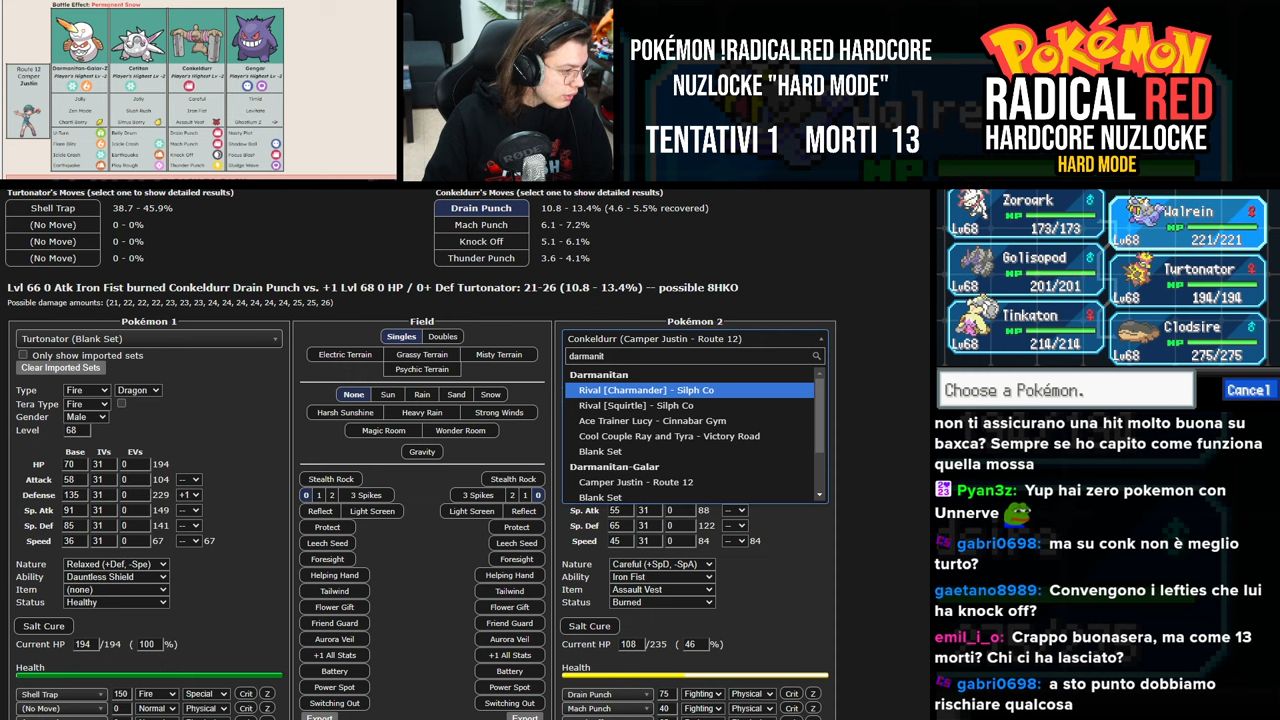 Battle Effect: Permanent Snow
Darmanitan-Galar-Z
Cetitan
Conkeldurr
Gengar
Player's Highest Lv -2
Player's Highest Lv -2
Player's Highest Lv -2
Player's Highest Lv -2
Route 12
Camper
Justin
Jolly
Jolly
Careful
Timid
Zen Mode
Slush Rush
Iron Fist
Levitate
Sitrus Berry
Assault Vest
U-Turn
Belly Drum
Drain Punch
Nasty Plot
Flare Blitz
Icicle Crash
Mach Punch
Shadow Ball
Icicle Crash
Earthquake
Knock Off
Focus Blast
Earthquake
Play Rough
Thunder Punch
Sludge Wave
POKÉMON !RADICALRED HARDCORE
NUZLOCKE "HARD MODE"
TENTATIVI 1 MORTI 13
POKÉMON
RADICAL RED
HARDCORE NUZLOCKE
HARD MODE
Turtonator's Moves (select one to show detailed results)
Shell Trap 38.7 - 45.9%
(No Move) 0 - 0%
(No Move) 0 - 0%
(No Move) 0 - 0%
Conkeldurr's Moves (select one to show detailed results)
Drain Punch 10.8 - 13.4% (4.6 - 5.5% recovered)
Mach Punch 6.1 - 7.2%
Knock Off 5.1 - 6.1%
Thunder Punch 3.6 - 4.1%
Lvl 66 0 Atk Iron Fist burned Conkeldurr Drain Punch vs. +1 Lvl 68 0 HP / 0+ Def Turtonator: 21-26 (10.8 - 13.4%) -- possible 8HKO
Possible damage amounts: (21, 22, 22, 22, 23, 23, 23, 24, 24, 24, 24, 24, 24, 25, 25, 26)
Pokémon 1
Turtonator (Blank Set)
Only show imported sets
Clear Imported Sets
Type Fire Dragon
Tera Type Fire
Gender Male
Level 68
Base IVs EVs
HP 70 31 0 194
Attack 58 31 0 104 --
Defense 135 31 0 229 +1
Sp. Atk 91 31 0 149 --
Sp. Def 85 31 0 141 --
Speed 36 31 0 67 -- 67
Nature Relaxed (+Def, -Spe)
Ability Dauntless Shield
Item (none)
Status Healthy
Salt Cure
Current HP 194 /194 ( 100 %)
Health
Shell Trap 150 Fire Special Crit Z
(No Move) 0 Normal Physical Crit Z
Field
Singles Doubles
Electric Terrain Grassy Terrain Misty Terrain
Psychic Terrain
None Sun Rain Sand Snow
Harsh Sunshine Heavy Rain Strong Winds
Magic Room Wonder Room
Gravity
Stealth Rock Stealth Rock
0 1 2 3 Spikes 3 Spikes 2 1 0
Reflect Light Screen Light Screen Reflect
Protect Protect
Leech Seed Leech Seed
Foresight Foresight
Helping Hand Helping Hand
Tailwind Tailwind
Flower Gift Flower Gift
Friend Guard Friend Guard
Aurora Veil Aurora Veil
+1 All Stats +1 All Stats
Battery Battery
Power Spot Power Spot
Switching Out Switching Out
Export Export
Pokémon 2
Conkeldurr (Camper Justin - Route 12)
darmanit
Darmanitan
Rival [Charmander] - Silph Co
Rival [Squirtle] - Silph Co
Ace Trainer Lucy - Cinnabar Gym
Cool Couple Ray and Tyra - Victory Road
Blank Set
Darmanitan-Galar
Camper Justin - Route 12
Blank Set
Sp. Atk 55 31 0 88 --
Sp. Def 65 31 0 122 --
Speed 45 31 0 84 -- 84
Nature Careful (+SpD, -SpA)
Ability Iron Fist
Item Assault Vest
Status Burned
Salt Cure
Current HP 108 /235 ( 46 %)
Health
Drain Punch 75 Fighting Physical Crit Z
Mach Punch 40 Fighting Physical Crit Z
Zoroark
HP
Lv68 173/173
Walrein
HP
Lv68 221/221
Golisopod
HP
Lv68 201/201
Turtonator
HP
Lv68 194/194
Tinkaton
HP
Lv68 214/214
Clodsire
HP
Lv68 275/275
Choose a Pokémon.
Cancel
non ti assicurano una hit molto buona su
baxca? Sempre se ho capito come funziona
quella mossa
Pyan3z: Yup hai zero pokemon con
Unnerve
gabri0698: ma su conk non è meglio
turto?
gaetano8989: Convengono i lefties che lui
ha knock off?
emil_i_o: Crappo buonasera, ma come 13
morti? Chi ci ha lasciato?
gabri0698: a sto punto dobbiamo
rischiare qualcosa